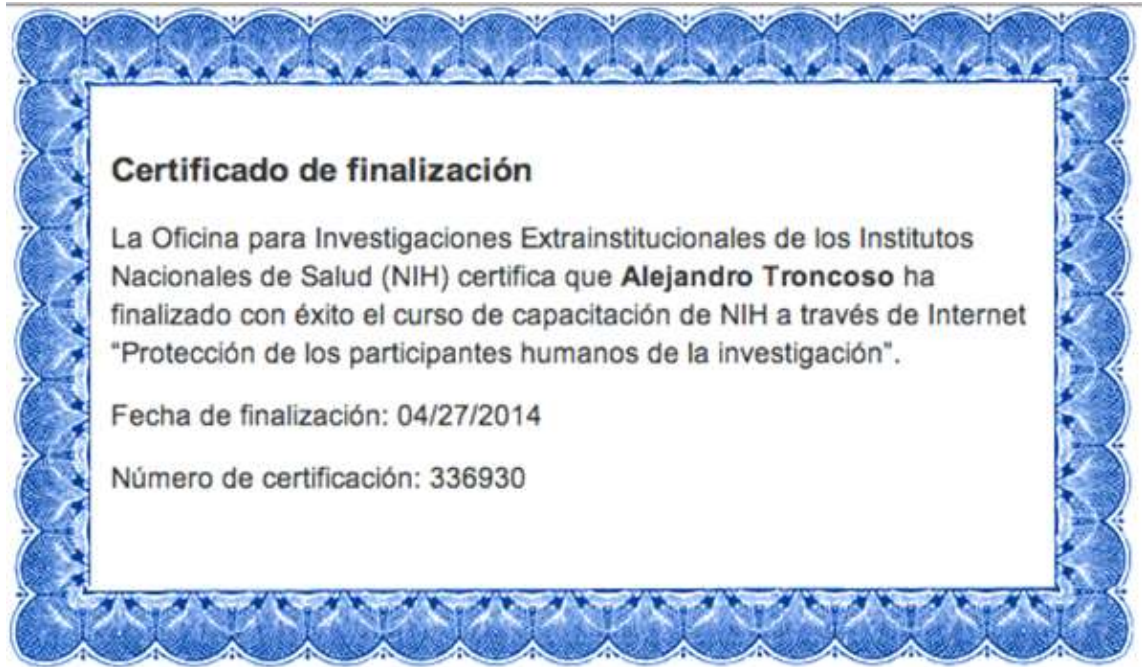 Certificado de finalización
La Oficina para Investigaciones Extrainstitucionales de los Institutos
Nacionales de Salud (NIH) certifica que Alejandro Troncoso ha
finalizado con éxito el curso de capacitación de NIH a través de Internet
“Protección de los participantes humanos de la investigación”.
Fecha de finalización: 04/27/2014
Número de certificación: 336930